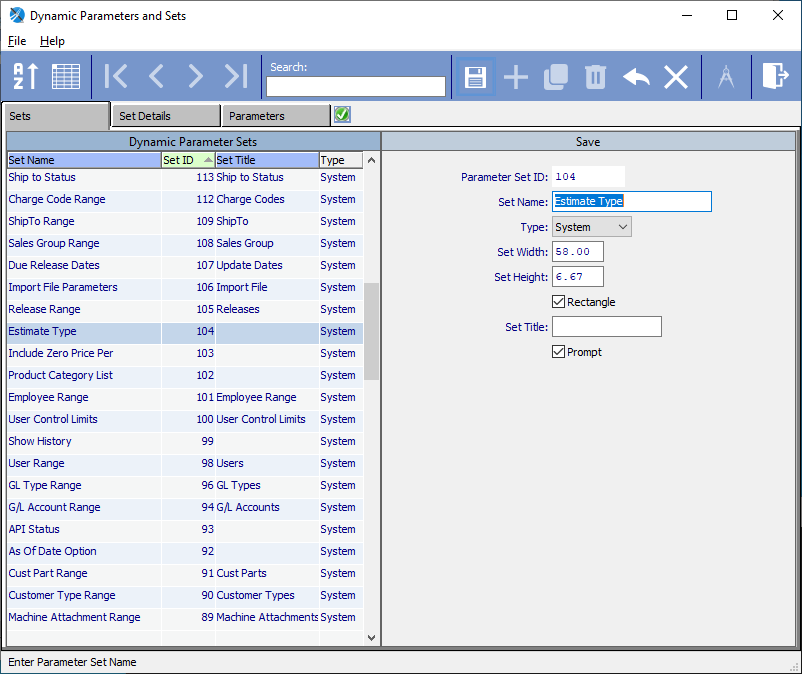 Dynamic Parameters and Sets
File Help
A Z
Search:
Sets Set Details Parameters
Dynamic Parameter Sets
Set Name Set ID Set Title Type
Ship to Status 113 Ship to Status System
Charge Code Range 112 Charge Codes System
ShipTo Range 109 ShipTo System
Sales Group Range 108 Sales Group System
Due Release Dates 107 Update Dates System
Import File Parameters 106 Import File System
Release Range 105 Releases System
Estimate Type 104 System
Include Zero Price Per 103 System
Product Category List 102 System
Employee Range 101 Employee Range System
User Control Limits 100 User Control Limits System
Show History 99 System
User Range 98 Users System
GL Type Range 96 GL Types System
G/L Account Range 94 G/L Accounts System
API Status 93 System
As Of Date Option 92 System
Cust Part Range 91 Cust Parts System
Customer Type Range 90 Customer Types System
Machine Attachment Range 89 Machine Attachments System
Save
Parameter Set ID: 104
Set Name: Estimate Type
Type: System
Set Width: 58.00
Set Height: 6.67
Rectangle
Set Title:
Prompt
Enter Parameter Set Name